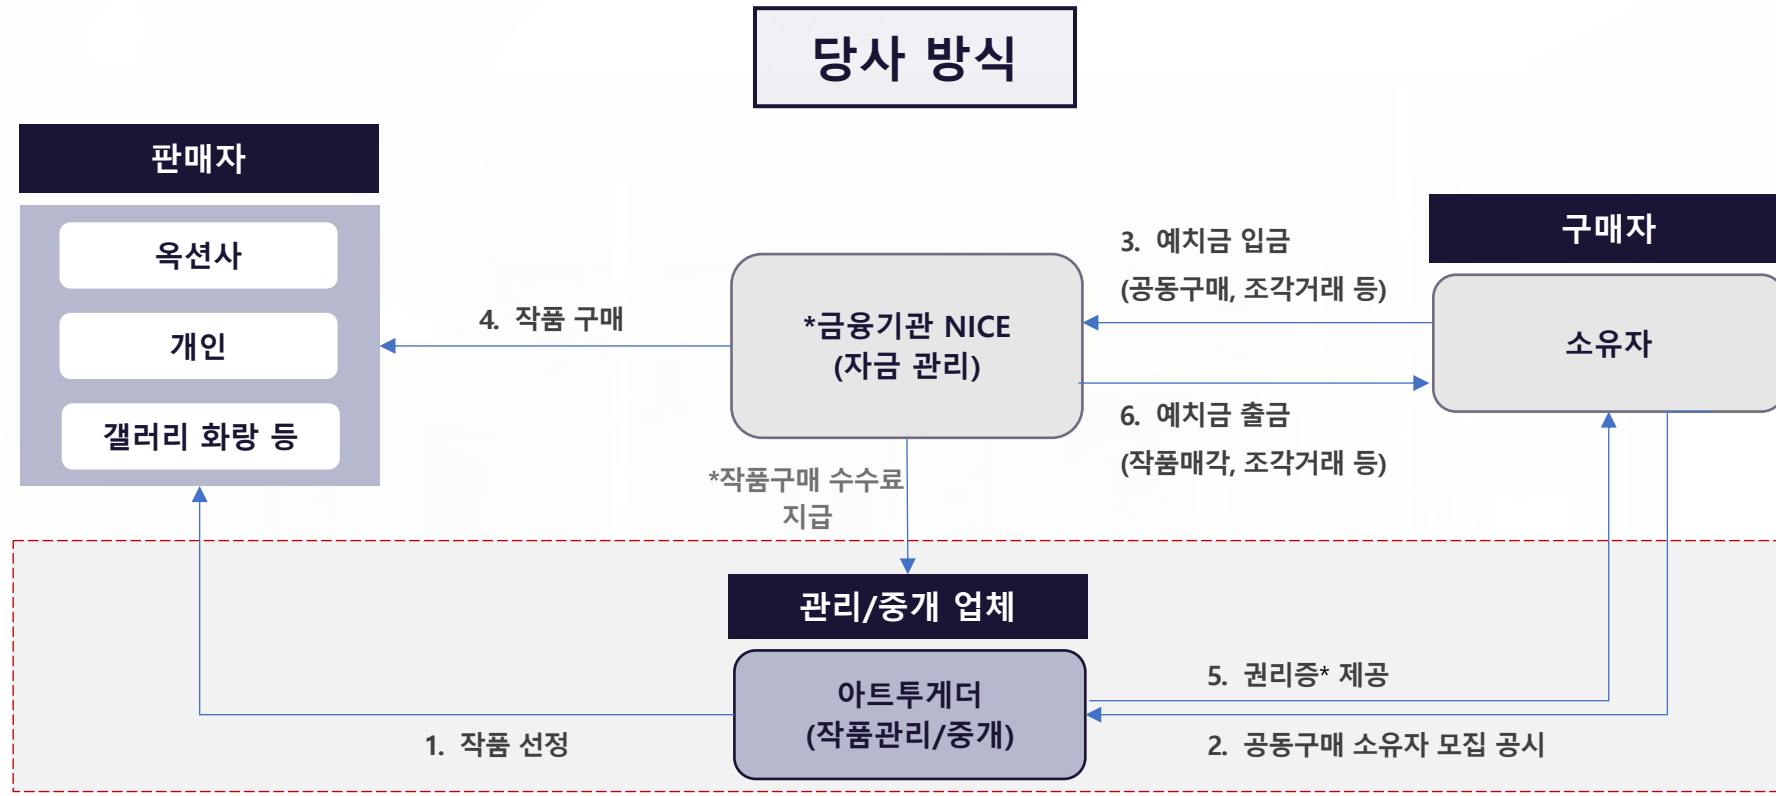 당사 방식
판매자
옥션사
개인
갤러리 화랑 등
4. 작품 구매
*금융기관 NICE
(자금 관리)
3. 예치금 입금
(공동구매, 조각거래 등)
구매자
소유자
6. 예치금 출금
(작품매각, 조각거래 등)
*작품구매 수수료
지급
관리/중개 업체
아트투게더
(작품관리/중개)
1. 작품 선정
5. 권리증* 제공
2. 공동구매 소유자 모집 공시